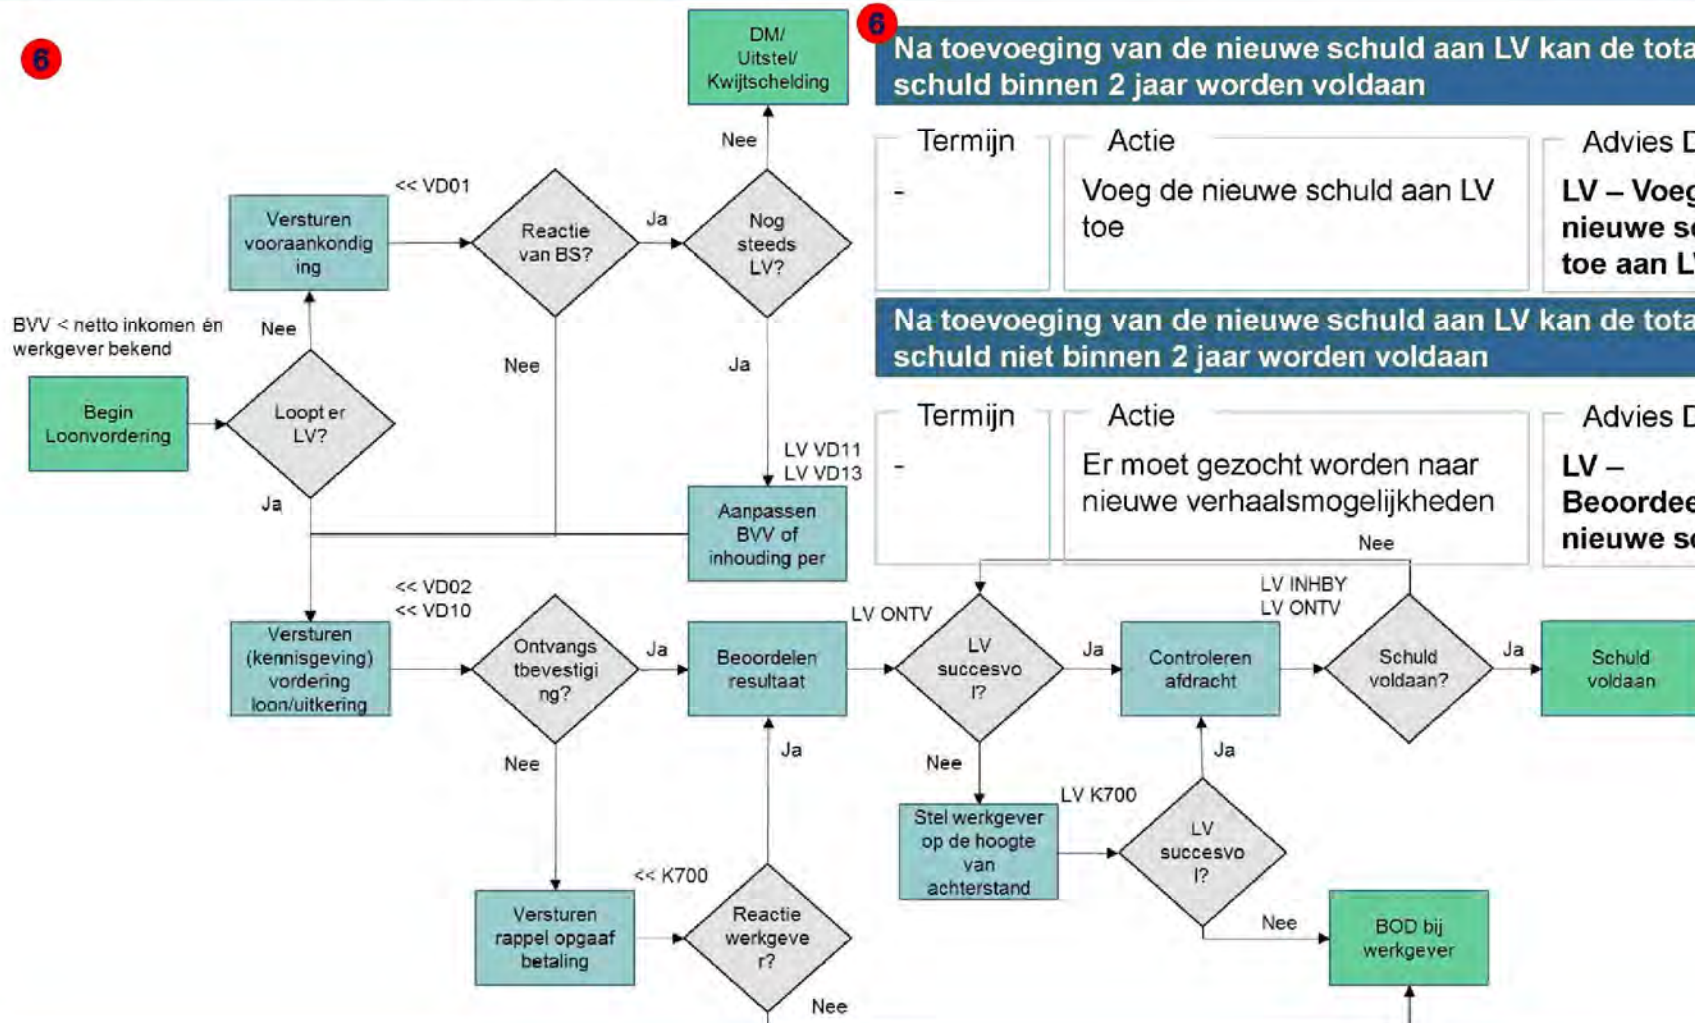 6
DM/
Uitstel/
Kwijtschelding
Nee
<< VD01
Versturen
vooraankondig
ing
Reactie
van BS?
Ja
Nog
steeds
LV?
BVV < netto inkomen én
werkgever bekend
Nee
Nee
Ja
Begin
Loonvordering
Loopt er
LV?
Ja
LV VD11
LV VD13
Aanpassen
BVV of
inhouding per
<< VD02
<< VD10
Versturen
(kennisgeving)
vordering
loon/uitkering
Ontvangs
tbevestigi
ng?
Ja
Beoordelen
resultaat
LV ONTV
LV
succesvo
l?
Ja
Controleren
afdracht
LV INHBY
LV ONTV
Nee
Schuld
voldaan?
Ja
Schuld
voldaan
Nee
Ja
Nee
Ja
Stel werkgever
op de hoogte
van
achterstand
LV K700
LV
succesvo
l?
Versturen
rappel opgaaf
betaling
<< K700
Reactie
werkgeve
r?
Nee
Nee
BOD bij
werkgever
6
Na toevoeging van de nieuwe schuld aan LV kan de tota
schuld binnen 2 jaar worden voldaan
Termijn
-
Actie
Voeg de nieuwe schuld aan LV
toe
Advies D
LV – Voeg
nieuwe sc
toe aan LV
Na toevoeging van de nieuwe schuld aan LV kan de tota
schuld niet binnen 2 jaar worden voldaan
Termijn
-
Actie
Er moet gezocht worden naar
nieuwe verhaalsmogelijkheden
Advies D
LV –
Beoordee
nieuwe sc